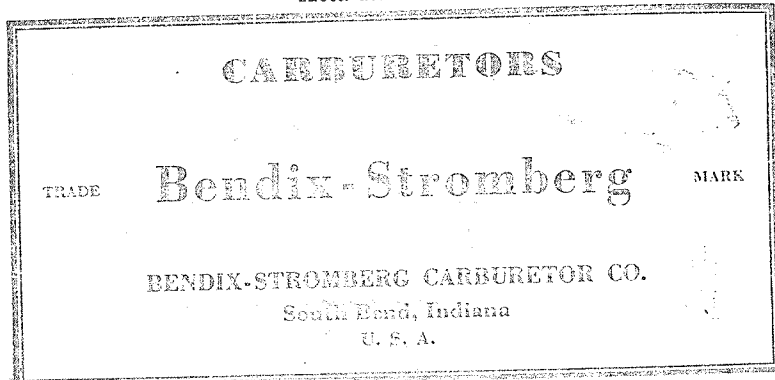 CARBURETORS
TRADE Bendix-Stromberg MARK
BENDIX-STROMBERG CARBURETOR CO.
South Bend, Indiana
U. S. A.